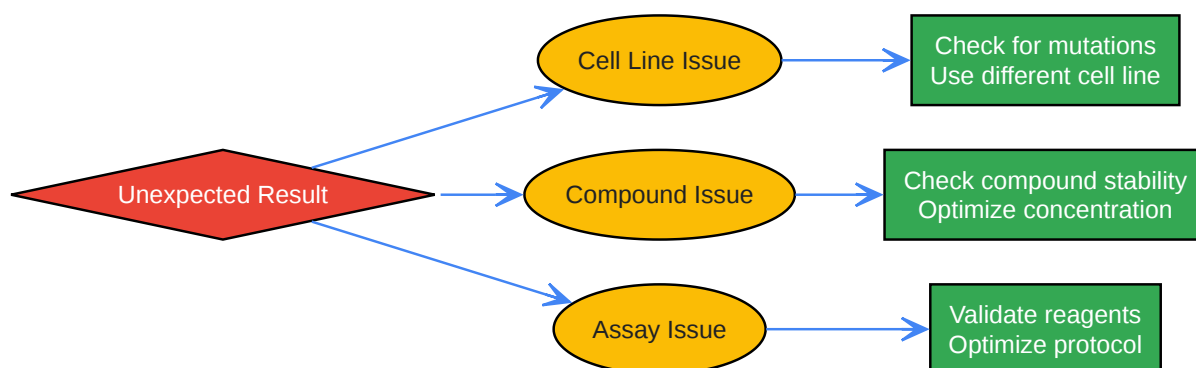 Cell Line Issue
Check for mutations
Use different cell line
Unexpected Result
Compound Issue
Check compound stability
Optimize concentration
Assay Issue
Validate reagents
Optimize protocol